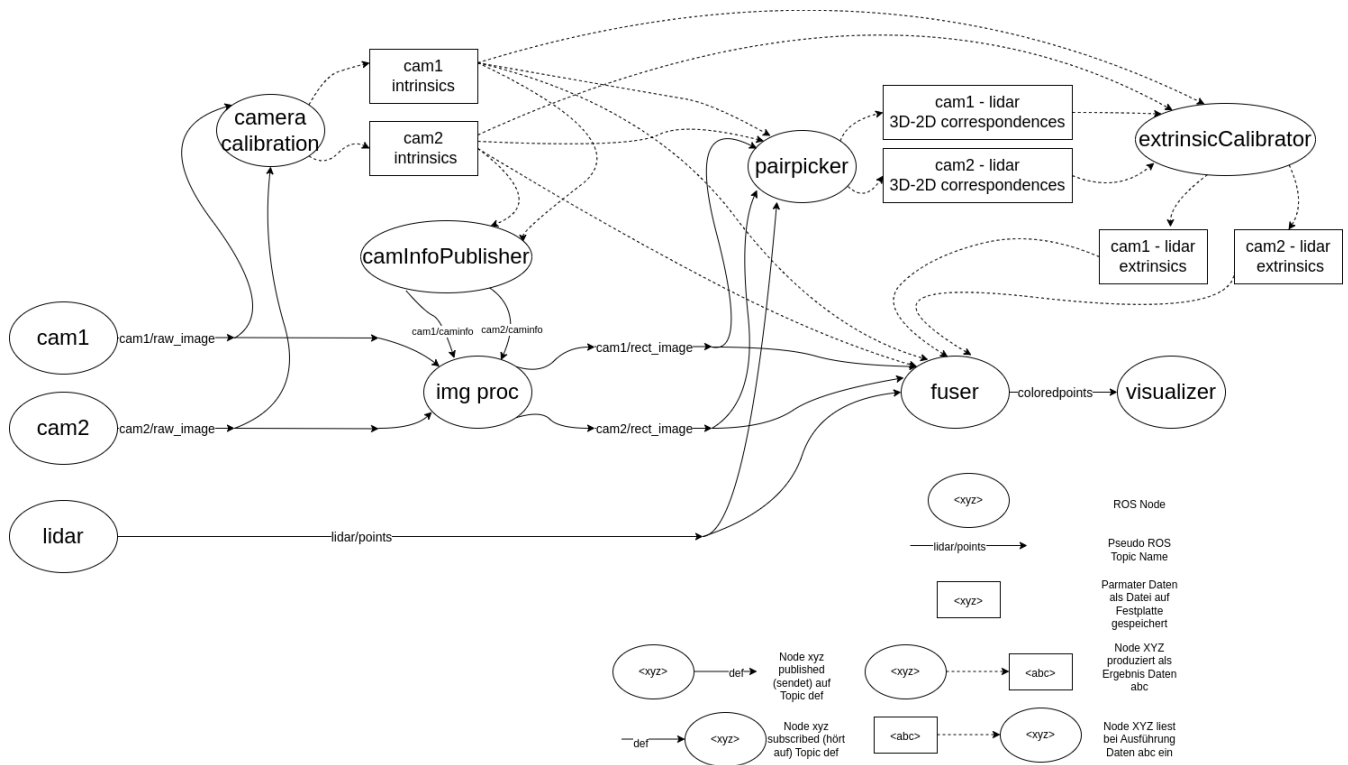 cam1
intrinsics
cam2
intrinsics
camera
calibration
cam1 - lidar
3D-2D correspondences
cam2 - lidar
3D-2D correspondences
pairpicker
extrinsicCalibrator
camInfoPublisher
cam1 - lidar
extrinsics
cam2 - lidar
extrinsics
cam1
cam1/raw_image
cam1/caminfo
cam2/caminfo
cam1/rect_image
img proc
fuser
coloredpoints
visualizer
cam2
cam2/raw_image
cam2/rect_image
lidar
lidar/points
<xyz>
ROS Node
lidar/points
Pseudo ROS
Topic Name
<xyz>
Parmater Daten
als Datei auf
Festplatte
gespeichert
<xyz>
def
Node xyz
published
(sendet) auf
Topic def
<xyz>
<abc>
Node XYZ
produziert als
Ergebnis Daten
abc
def
<xyz>
Node xyz
subscribed (hört
auf) Topic def
<abc>
<xyz>
Node XYZ liest
bei Ausführung
Daten abc ein